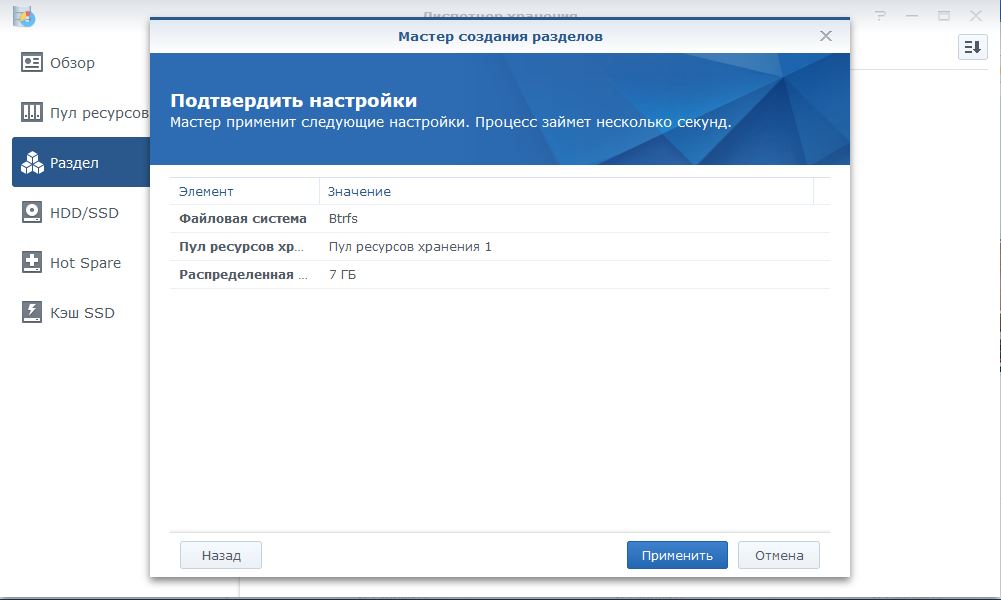 Диспетчер хранения
Мастер создания разделов
Обзор
Пул ресурсов
Раздел
HDD/SSD
Hot Spare
Кэш SSD
Подтвердить настройки
Мастер применит следующие настройки. Процесс займет несколько секунд.
Элемент Значение
Файловая система Btrfs
Пул ресурсов хр... Пул ресурсов хранения 1
Распределенная ... 7 ГБ
Назад Применить Отмена